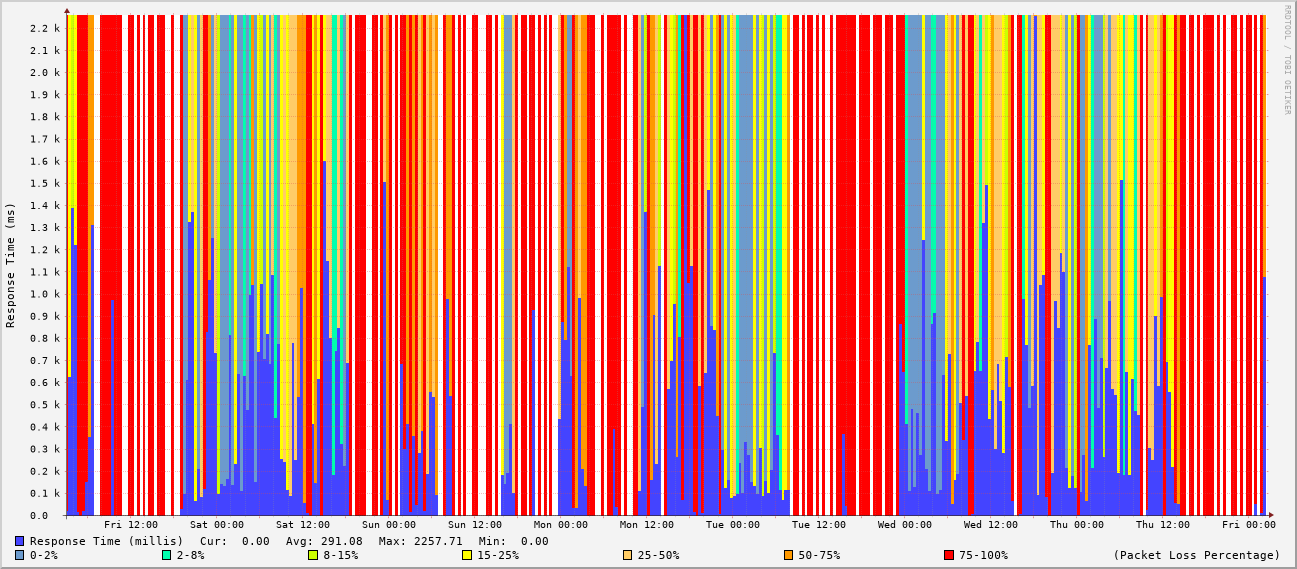 RRDTOOL / TOBI OETIKER
Response Time (ms)
2.2 k
2.1 k
2.0 k
1.9 k
1.8 k
1.7 k
1.6 k
1.5 k
1.4 k
1.3 k
1.2 k
1.1 k
1.0 k
0.9 k
0.8 k
0.7 k
0.6 k
0.5 k
0.4 k
0.3 k
0.2 k
0.1 k
0.0
Fri 12:00 Sat 00:00 Sat 12:00 Sun 00:00 Sun 12:00 Mon 00:00 Mon 12:00 Tue 00:00 Tue 12:00 Wed 00:00 Wed 12:00 Thu 00:00 Thu 12:00 Fri 00:00
Response Time (millis) Cur: 0.00 Avg: 291.08 Max: 2257.71 Min: 0.00
0-2% 2-8% 8-15% 15-25% 25-50% 50-75% 75-100% (Packet Loss Percentage)